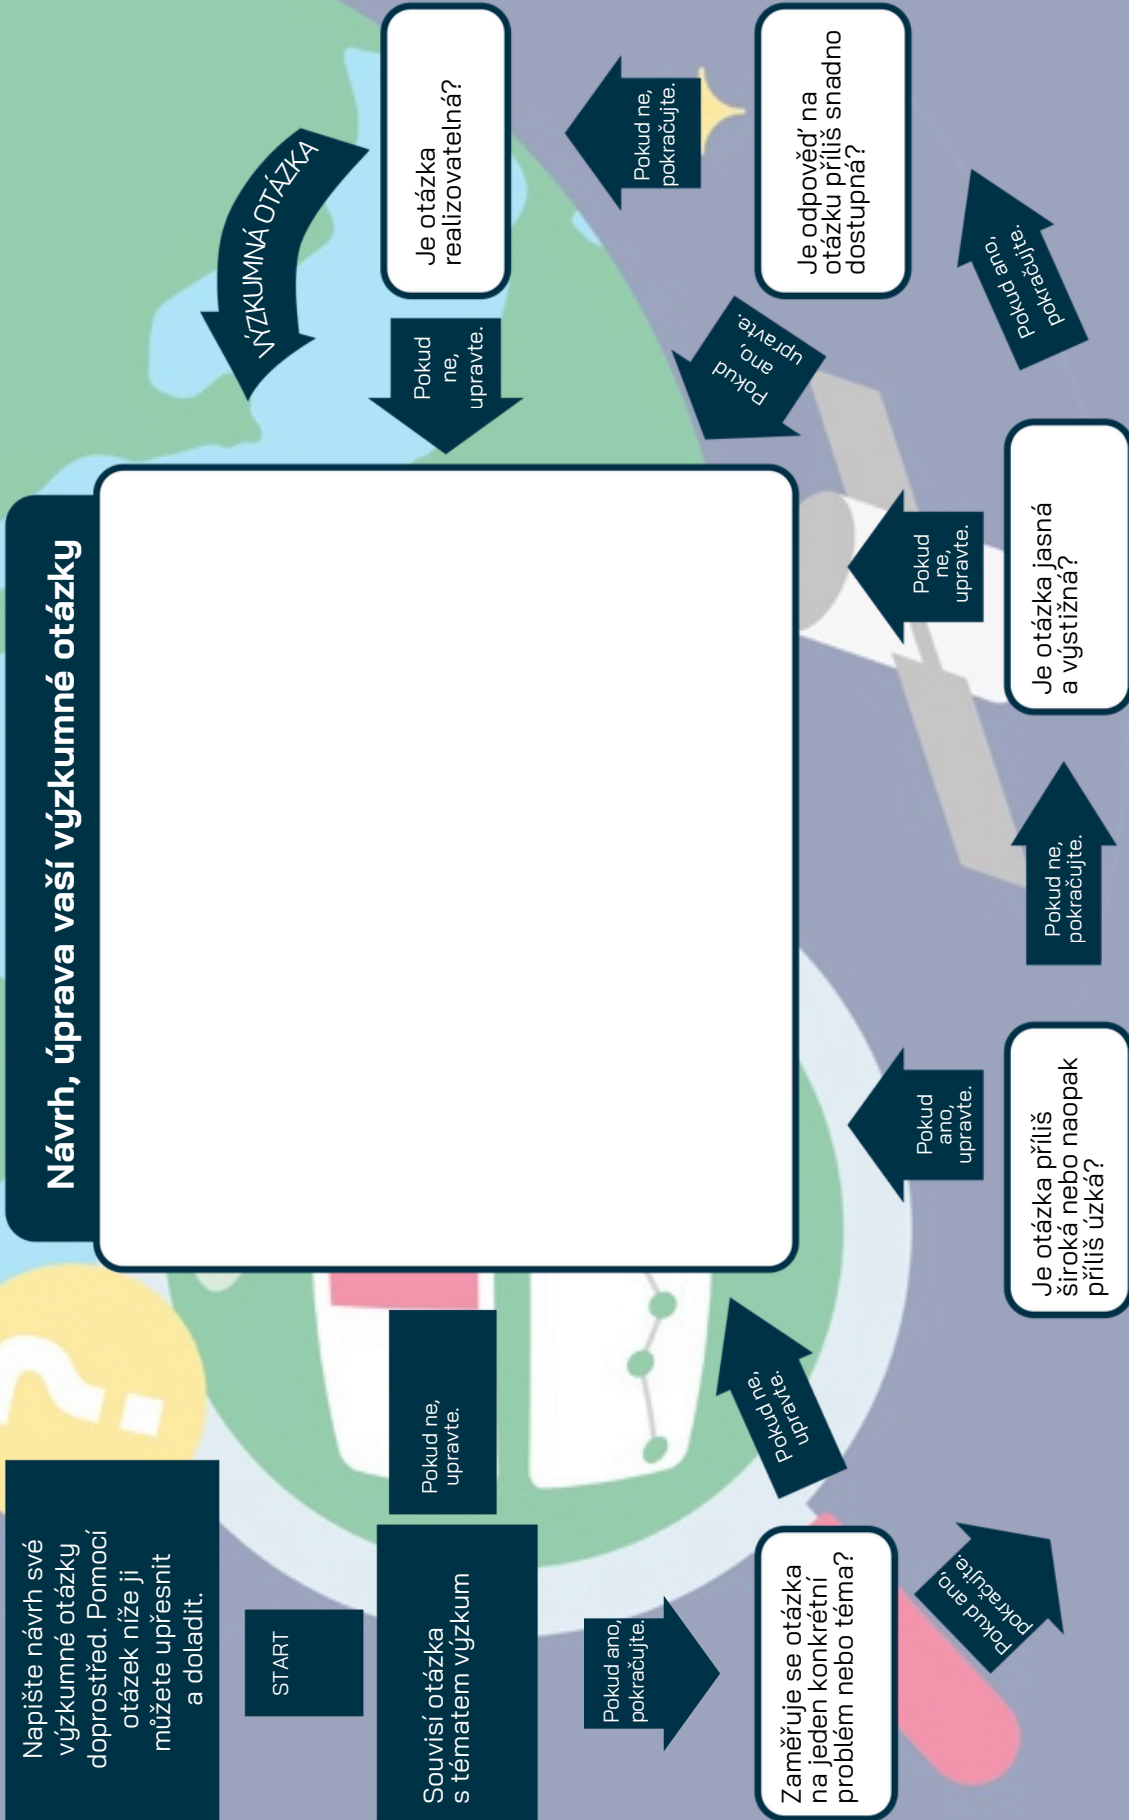 Návrh, úprava vaší výzkumné otázky
Napište návrh své
výzkumné otázky
doprostřed. Pomocí
otázek níže ji
můžete upřesnit
a doladit.
START
Souvisí otázka
s tématem výzkum
Pokud ne,
upravte.
Pokud ano,
pokračujte.
Zaměřuje se otázka
na jeden konkrétní
problém nebo téma?
Pokud ne,
upravte.
Pokud ano,
pokračujte.
Je otázka příliš
široká nebo naopak
příliš úzká?
Pokud
ano,
upravte.
Pokud ne,
pokračujte.
Je otázka jasná
a výstižná?
Pokud
ne,
upravte.
Pokud ano,
pokračujte.
Je odpověď na
otázku příliš snadno
dostupná?
Pokud
ano,
upravte.
Pokud ne,
pokračujte.
Je otázka
realizovatelná?
Pokud
ne,
upravte.
VÝZKUMNÁ OTÁZKA
?